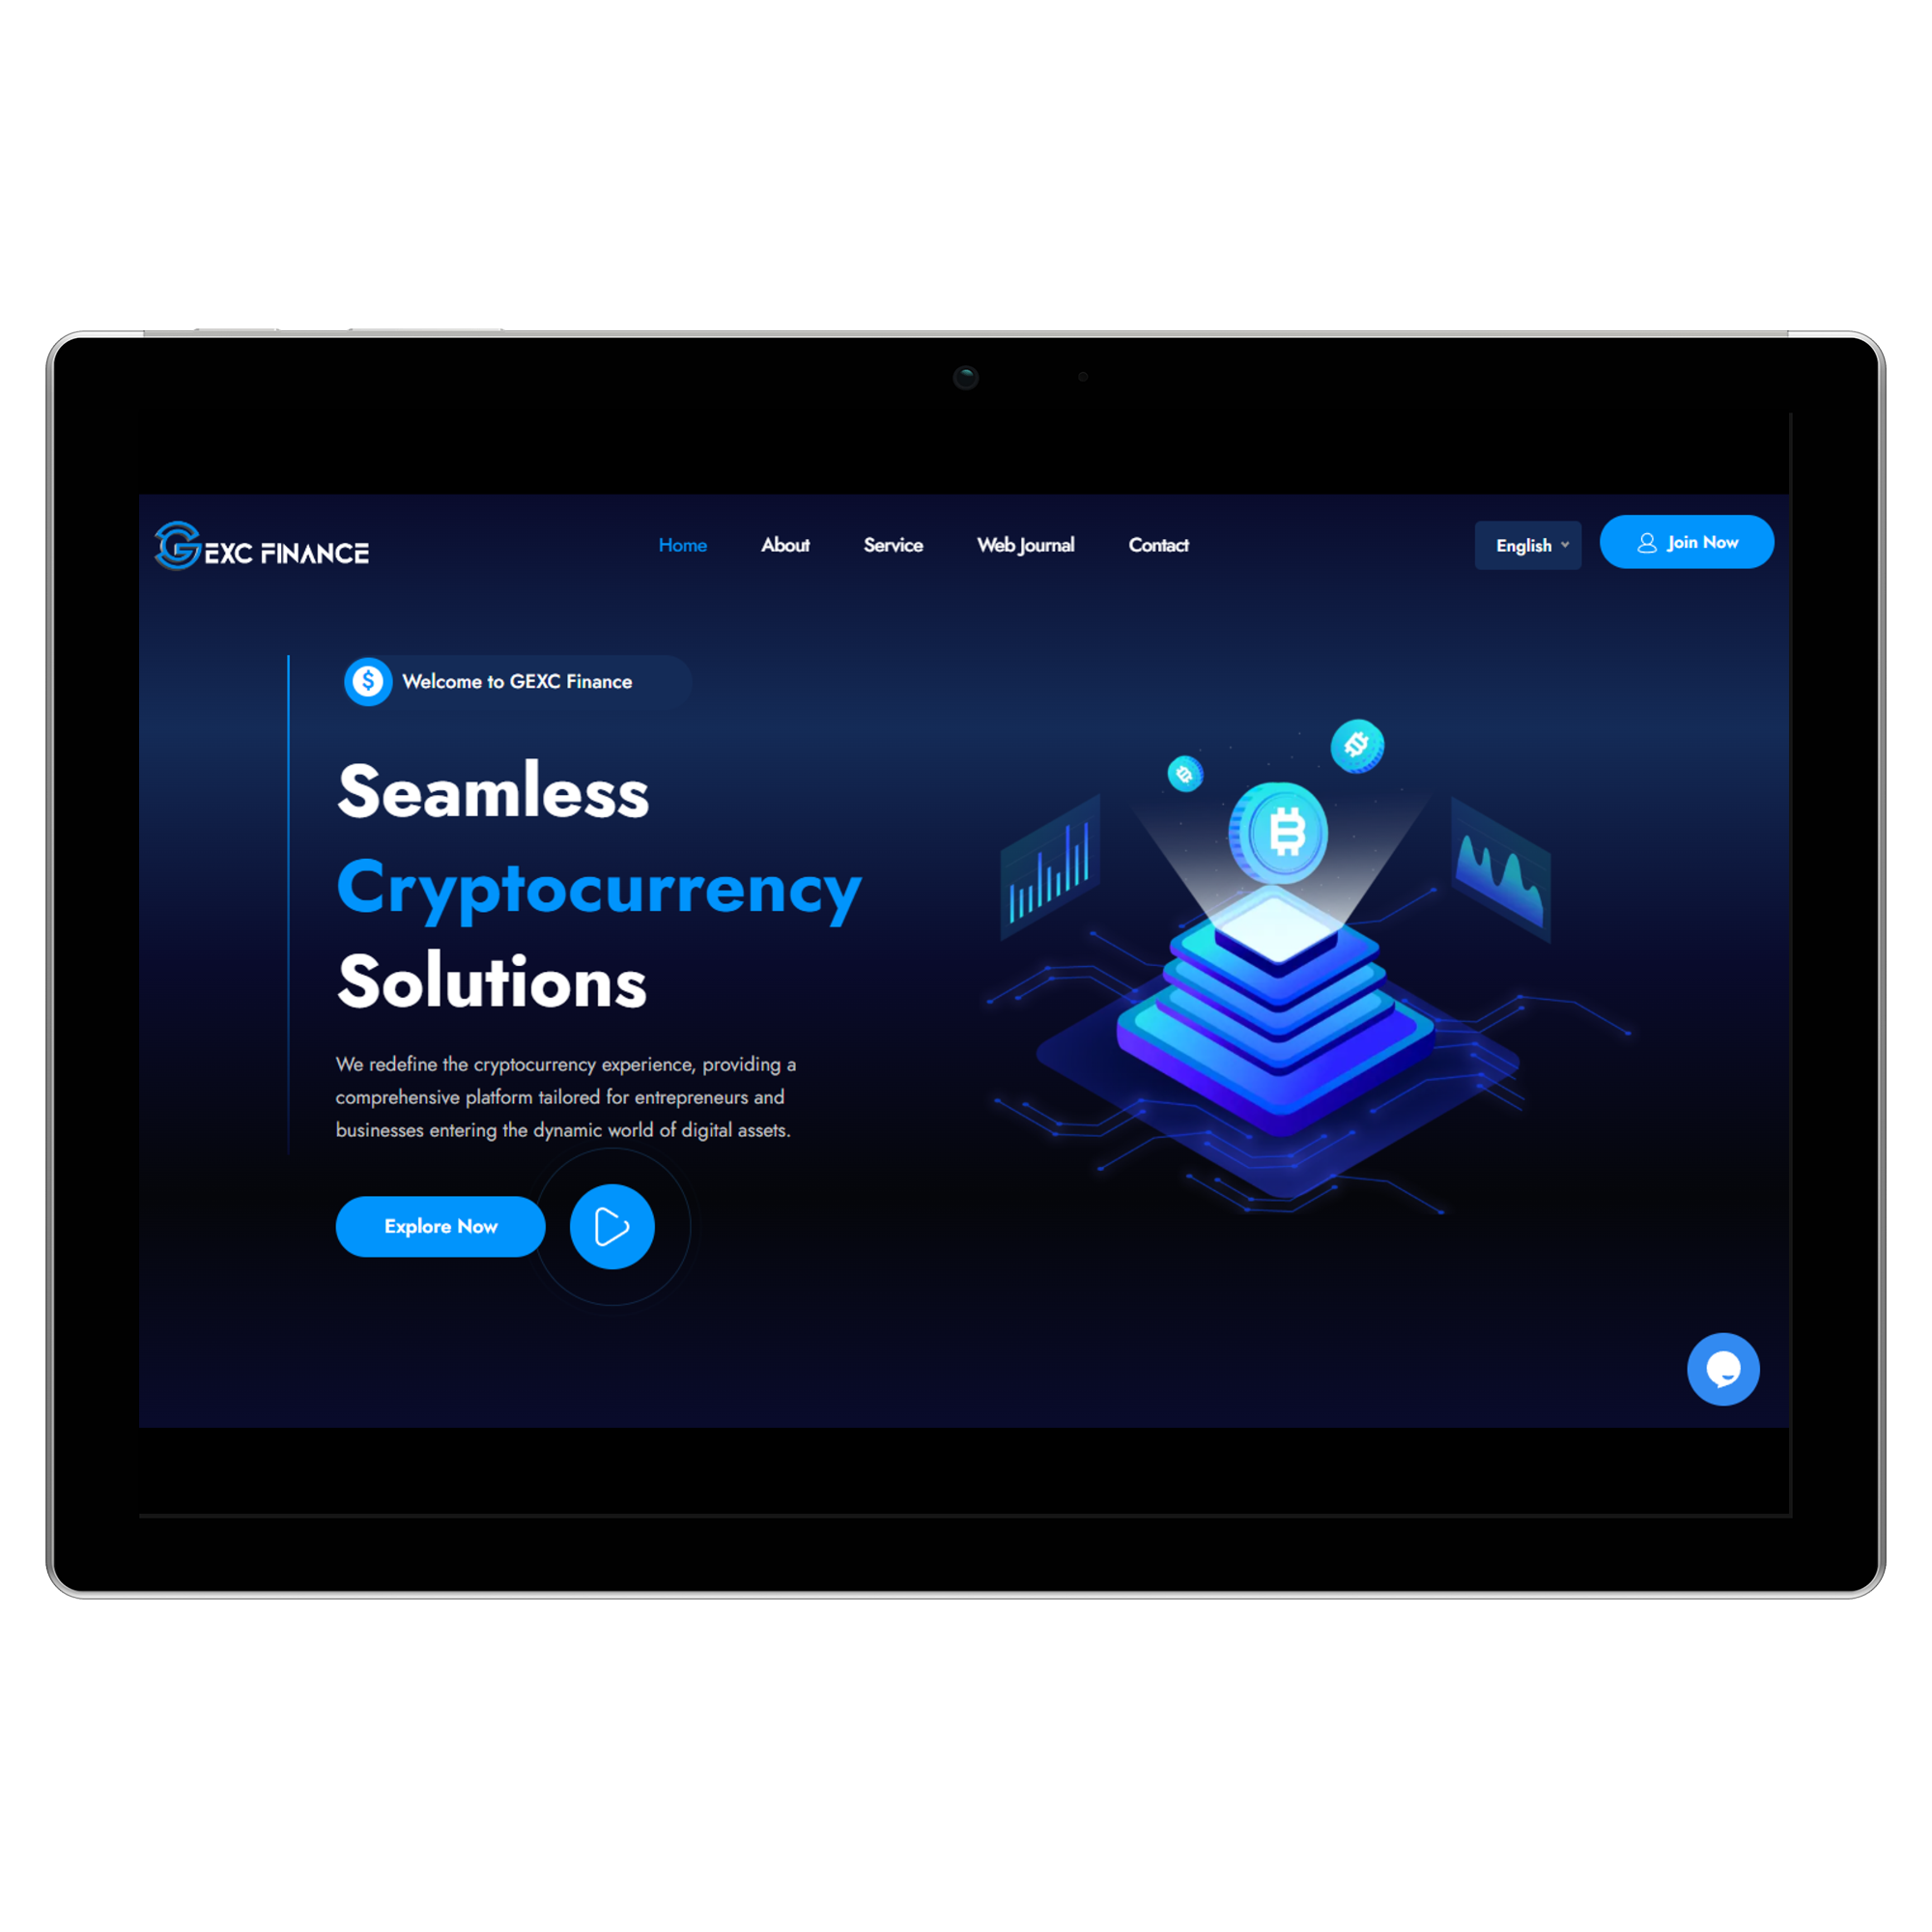 GEXC FINANCE
Home
About
Service
Web Journal
Contact
English
Join Now
Welcome to GEXC Finance
Seamless
Cryptocurrency
Solutions
We redefine the cryptocurrency experience, providing a
comprehensive platform tailored for entrepreneurs and
businesses entering the dynamic world of digital assets.
Explore Now